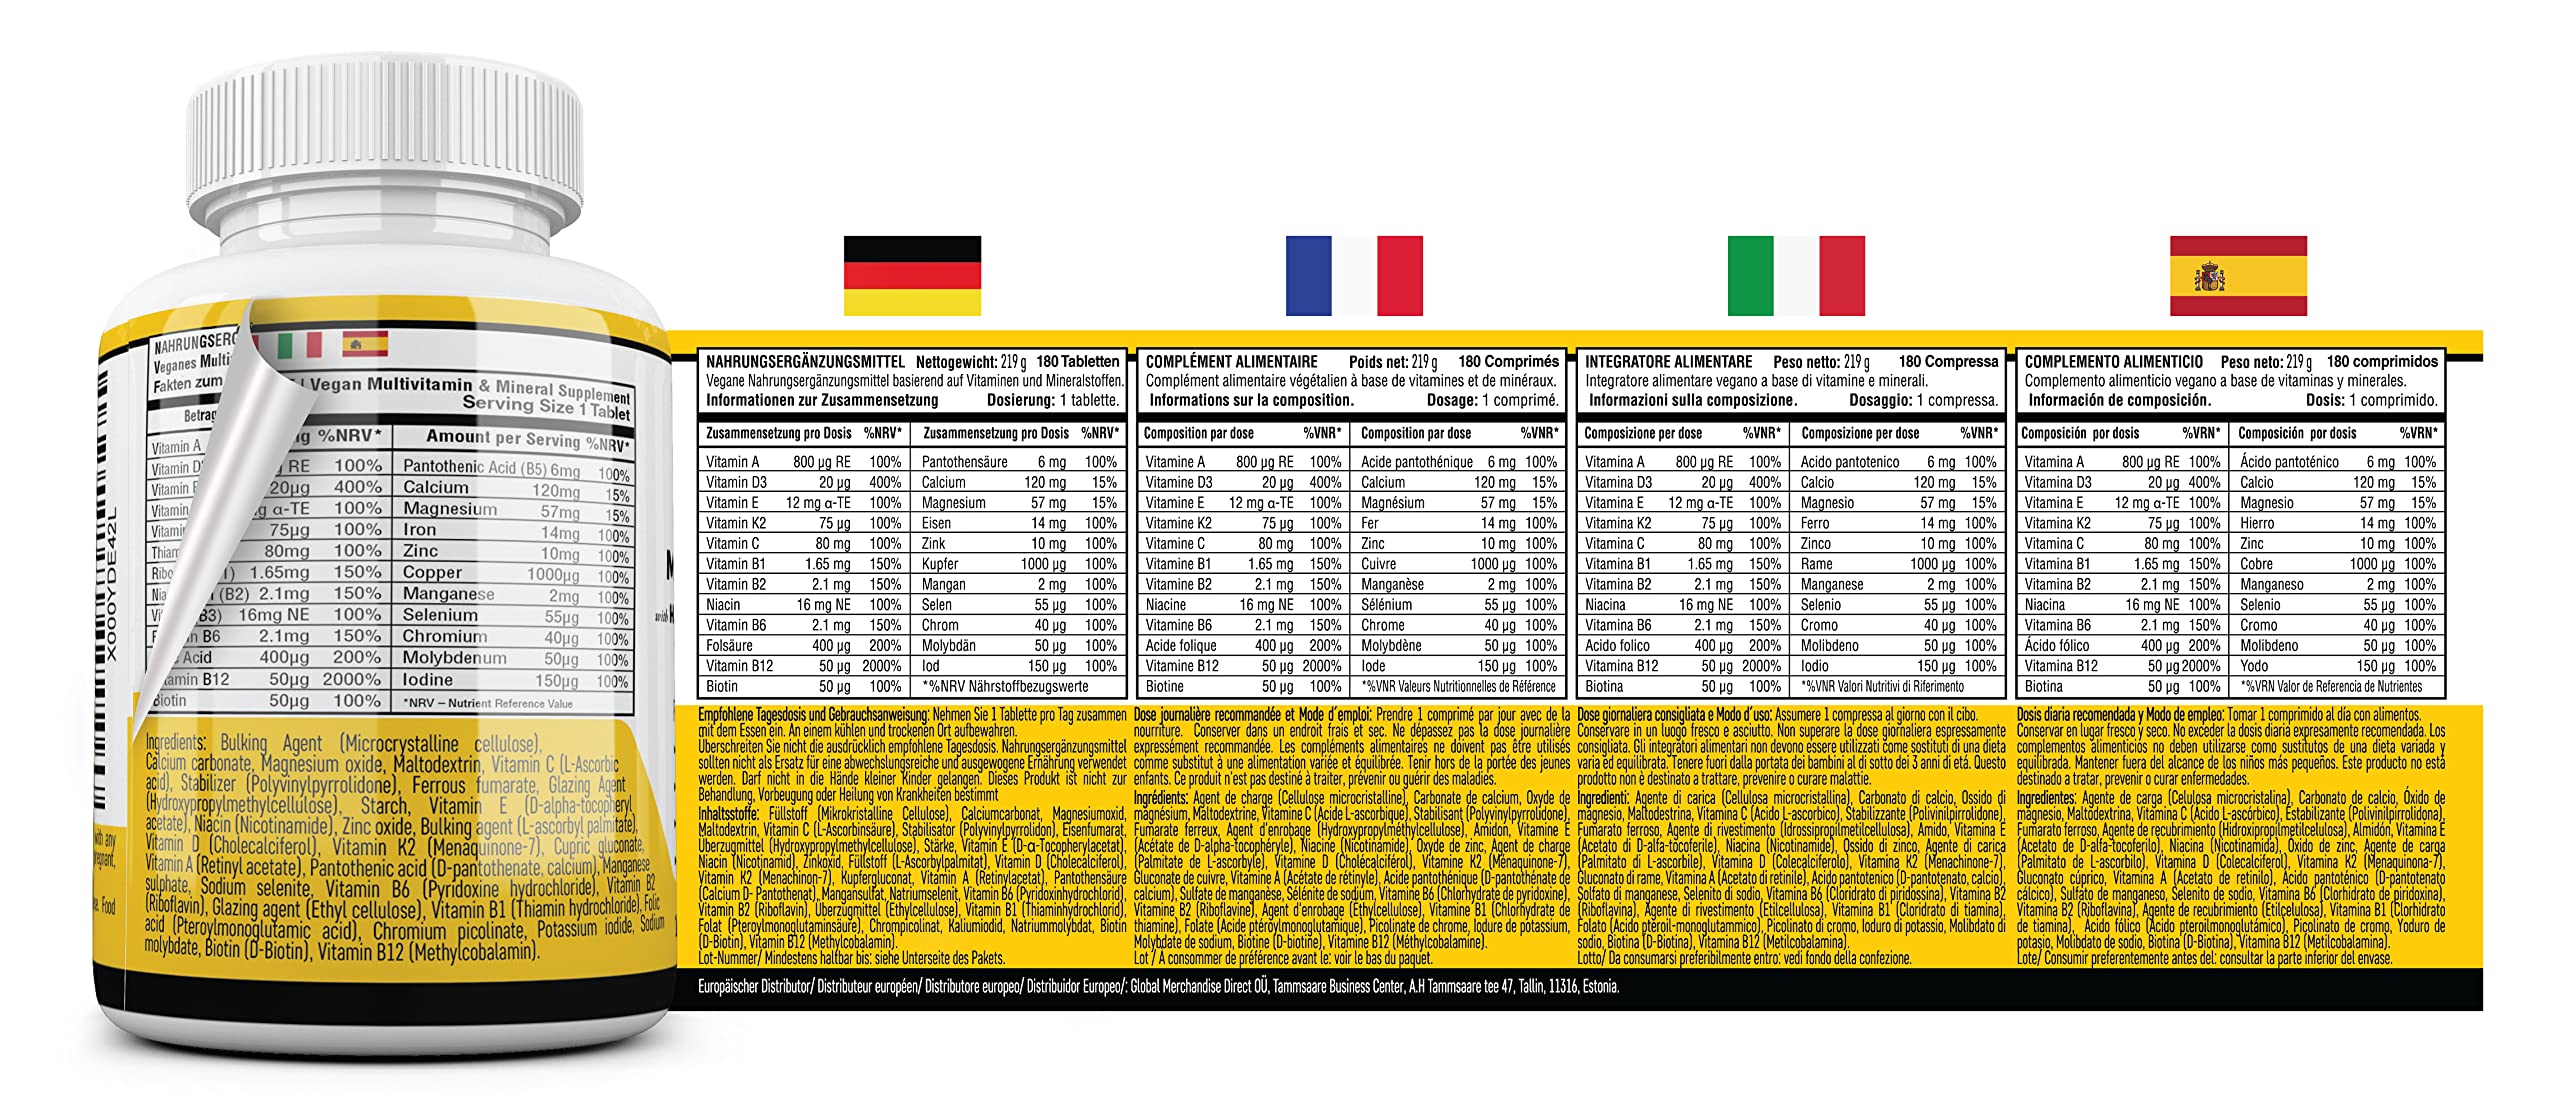 NAHRUNGSERG
Veganes Multi
Fakten zum
Betrag
Vegan Multivitamin & Mineral Supplement
Serving Size 1 Tablet
%NRV* Amount per Serving %NRV*
Vitamin A RE 100% Pantothenic Acid (B5) 6mg 100%
Vitamin D 20µg 400% Calcium 120mg 15%
Vitamin g α-TE 100% Magnesium 57mg 15%
Vitamin 75µg 100% Iron 14mg 100%
Vitamin 80mg 100% Zinc 10mg 100%
Thiam 1) 1.65mg 150% Copper 1000µg 100%
Ribo (B2) 2.1mg 150% Manganese 2mg 100%
Nia B3) 16mg NE 100% Selenium 55µg 100%
B6 2.1mg 150% Chromium 40µg 100%
Acid 400µg 200% Molybdenum 50µg 100%
amin B12 50µg 2000% Iodine 150µg 100%
Biotin 50µg 100% *NRV – Nutrient Reference Value
Ingredients: Bulking Agent (Microcrystalline cellulose),
Calcium carbonate, Magnesium oxide, Maltodextrin, Vitamin C (L-Ascorbic
acid), Stabilizer (Polyvinylpyrrolidone), Ferrous fumarate, Glazing Agent
(Hydroxypropylmethylcellulose), Starch, Vitamin E (D-alpha-tocopheryl
acetate), Niacin (Nicotinamide), Zinc oxide, Bulking agent (L-ascorbyl palmitate),
Vitamin D (Cholecalciferol), Vitamin K2 (Menaquinone-7), Cupric gluconate,
Vitamin A (Retinyl acetate), Pantothenic acid (D-pantothenate, calcium), Manganese
sulphate, Sodium selenite, Vitamin B6 (Pyridoxine hydrochloride), Vitamin B2
(Riboflavin), Glazing agent (Ethyl cellulose), Vitamin B1 (Thiamin hydrochloride), Folic
acid (Pteroylmonoglutamic acid), Chromium picolinate, Potassium iodide, Sodium
molybdate, Biotin (D-Biotin), Vitamin B12 (Methylcobalamin).
X000YDE42L
with any
regnant,
Food
NAHRUNGSERGÄNZUNGSMITTEL Nettogewicht: 219 g 180 Tabletten
Vegane Nahrungsergänzungsmittel basierend auf Vitaminen und Mineralstoffen.
Informationen zur Zusammensetzung Dosierung: 1 tablette.
Zusammensetzung pro Dosis %NRV* Zusammensetzung pro Dosis %NRV*
Vitamin A 800 µg RE 100% Pantothensäure 6 mg 100%
Vitamin D3 20 µg 400% Calcium 120 mg 15%
Vitamin E 12 mg α-TE 100% Magnesium 57 mg 15%
Vitamin K2 75 µg 100% Eisen 14 mg 100%
Vitamin C 80 mg 100% Zink 10 mg 100%
Vitamin B1 1.65 mg 150% Kupfer 1000 µg 100%
Vitamin B2 2.1 mg 150% Mangan 2 mg 100%
Niacin 16 mg NE 100% Selen 55 µg 100%
Vitamin B6 2.1 mg 150% Chrom 40 µg 100%
Folsäure 400 µg 200% Molybdän 50 µg 100%
Vitamin B12 50 µg 2000% Iod 150 µg 100%
Biotin 50 µg 100% *%NRV Nährstoffbezugswerte
Empfohlene Tagesdosis und Gebrauchsanweisung: Nehmen Sie 1 Tablette pro Tag zusammen
mit dem Essen ein. An einem kühlen und trockenen Ort aufbewahren.
Überschreiten Sie nicht die ausdrücklich empfohlene Tagesdosis. Nahrungsergänzungsmittel
sollten nicht als Ersatz für eine abwechslungsreiche und ausgewogene Ernährung verwendet
werden. Darf nicht in die Hände kleiner Kinder gelangen. Dieses Produkt ist nicht zur
Behandlung, Vorbeugung oder Heilung von Krankheiten bestimmt
Inhaltsstoffe: Füllstoff (Mikrokristalline Cellulose), Calciumcarbonat, Magnesiumoxid,
Maltodextrin, Vitamin C (L-Ascorbinsäure), Stabilisator (Polyvinylpyrrolidon), Eisenfumarat,
Überzugmittel (Hydroxypropylmethylcellulose), Stärke, Vitamin E (D-α-Tocopherylacetat),
Niacin (Nicotinamid), Zinkoxid, Füllstoff (L-Ascorbylpalmitat), Vitamin D (Cholecalciferol),
Vitamin K2 (Menachinon-7), Kupfergluconat, Vitamin A (Retinylacetat), Pantothensäure
(Calcium D- Pantothenat), Mangansulfat, Natriumselenit, Vitamin B6 (Pyridoxinhydrochlorid),
Vitamin B2 (Riboflavin), Überzugmittel (Ethylcellulose), Vitamin B1 (Thiaminhydrochlorid),
Folat (Pteroylmonoglutaminsäure), Chrompicolinat, Kaliumiodid, Natriummolybdat, Biotin
(D-Biotin), Vitamin B12 (Methylcobalamin).
Lot-Nummer/ Mindestens haltbar bis: siehe Unterseite des Pakets.
COMPLÉMENT ALIMENTAIRE Poids net: 219 g 180 Comprimés
Complément alimentaire végétalien à base de vitamines et de minéraux.
Informations sur la composition. Dosage: 1 comprimé.
Composition par dose %VNR* Composition par dose %VNR*
Vitamine A 800 µg RE 100% Acide pantothénique 6 mg 100%
Vitamine D3 20 µg 400% Calcium 120 mg 15%
Vitamine E 12 mg α-TE 100% Magnésium 57 mg 15%
Vitamine K2 75 µg 100% Fer 14 mg 100%
Vitamine C 80 mg 100% Zinc 10 mg 100%
Vitamine B1 1.65 mg 150% Cuivre 1000 µg 100%
Vitamine B2 2.1 mg 150% Manganèse 2 mg 100%
Niacine 16 mg NE 100% Sélénium 55 µg 100%
Vitamine B6 2.1 mg 150% Chrome 40 µg 100%
Acide folique 400 µg 200% Molybdène 50 µg 100%
Vitamine B12 50 µg 2000% Iode 150 µg 100%
Biotine 50 µg 100% *%VNR Valeurs Nutritionnelles de Référence
Dose journalière recommandée et Mode d'emploi: Prendre 1 comprimé par jour avec de la
nourriture. Conserver dans un endroit frais et sec. Ne dépassez pas la dose journalière
expressément recommandée. Les compléments alimentaires ne doivent pas être utilisés
comme substitut à une alimentation variée et équilibrée. Tenir hors de la portée des jeunes
enfants. Ce produit n'est pas destiné à traiter, prévenir ou guérir des maladies.
Ingrédients: Agent de charge (Cellulose microcristalline), Carbonate de calcium, Oxyde de
magnésium, Maltodextrine, Vitamine C (Acide L-ascorbique), Stabilisant (Polyvinylpyrrolidone),
Fumarate ferreux, Agent d'enrobage (Hydroxypropylméthylcellulose), Amidon, Vitamine E
(Acétate de D-alpha-tocophéryle), Niacine (Nicotinamide), Oxyde de zinc, Agent de charge
(Palmitate de L-ascorbyle), Vitamine D (Cholécalciférol), Vitamine K2 (Ménaquinone-7),
Gluconate de cuivre, Vitamine A (Acétate de rétinyle), Acide pantothénique (D-pantothénate de
calcium), Sulfate de manganèse, Sélénite de sodium, Vitamine B6 (Chlorhydrate de pyridoxine),
Vitamine B2 (Riboflavine), Agent d'enrobage (Ethylcellulose), Vitamine B1 (Chlorhydrate de
thiamine), Folate (Acide ptéroylmonoglutamique), Picolinate de chrome, Iodure de potassium,
Molybdate de sodium, Biotine (D-biotine), Vitamine B12 (Méthylcobalamine).
Lot / À consommer de préférence avant le: voir le bas du paquet.
INTEGRATORE ALIMENTARE Peso netto: 219 g 180 Compressa
Integratore alimentare vegano a base di vitamine e minerali.
Informazioni sulla composizione. Dosaggio: 1 compressa.
Composizione per dose %VNR* Composizione per dose %VNR*
Vitamina A 800 µg RE 100% Acido pantotenico 6 mg 100%
Vitamina D3 20 µg 400% Calcio 120 mg 15%
Vitamina E 12 mg α-TE 100% Magnesio 57 mg 15%
Vitamina K2 75 µg 100% Ferro 14 mg 100%
Vitamina C 80 mg 100% Zinco 10 mg 100%
Vitamina B1 1.65 mg 150% Rame 1000 µg 100%
Vitamina B2 2.1 mg 150% Manganese 2 mg 100%
Niacina 16 mg NE 100% Selenio 55 µg 100%
Vitamina B6 2.1 mg 150% Cromo 40 µg 100%
Acido folico 400 µg 200% Molibdeno 50 µg 100%
Vitamina B12 50 µg 2000% Iodio 150 µg 100%
Biotina 50 µg 100% *%VNR Valori Nutritivi di Riferimento
Dose giornaliera consigliata e Modo d'uso: Assumere 1 compressa al giorno con il cibo.
Conservare in un luogo fresco e asciutto. Non superare la dose giornaliera espressamente
consigliata. Gli integratori alimentari non devono essere utilizzati come sostituti di una dieta
varia ed equilibrata. Tenere fuori dalla portata dei bambini al di sotto dei 3 anni di etá. Questo
prodotto non è destinato a trattare, prevenire o curare malattie.
Ingredienti: Agente di carica (Cellulosa microcristallina), Carbonato di calcio, Ossido di
magnesio, Maltodestrina, Vitamina C (Acido L-ascorbico), Stabilizzante (Polivinilpirrolidone),
Fumarato ferroso, Agente di rivestimento (Idrossipropilmetilcellulosa), Amido, Vitamina E
(Acetato di D-alfa-tocoferile), Niacina (Nicotinamide), Ossido di zinco, Agente di carica
(Palmitato di L-ascorbile), Vitamina D (Colecalciferolo), Vitamina K2 (Menachinone-7),
Gluconato di rame, Vitamina A (Acetato di retinile), Acido pantotenico (D-pantotenato, calcio),
Solfato di manganese, Selenito di sodio, Vitamina B6 (Cloridrato di piridossina), Vitamina B2
(Riboflavina), Agente di rivestimento (Etilcellulosa), Vitamina B1 (Cloridrato di tiamina),
Folato (Acido pteroil-monoglutammico), Picolinato di cromo, Ioduro di potassio, Molibdato di
sodio, Biotina (D-Biotina), Vitamina B12 (Metilcobalamina).
Lotto/ Da consumarsi preferibilmente entro: vedi fondo della confezione.
COMPLEMENTO ALIMENTICIO Peso neto: 219 g 180 comprimidos
Complemento alimenticio vegano a base de vitaminas y minerales.
Información de composición. Dosis: 1 comprimido.
Composición por dosis %VRN* Composición por dosis %VRN*
Vitamina A 800 µg RE 100% Ácido pantoténico 6 mg 100%
Vitamina D3 20 µg 400% Calcio 120 mg 15%
Vitamina E 12 mg α-TE 100% Magnesio 57 mg 15%
Vitamina K2 75 µg 100% Hierro 14 mg 100%
Vitamina C 80 mg 100% Zinc 10 mg 100%
Vitamina B1 1.65 mg 150% Cobre 1000 µg 100%
Vitamina B2 2.1 mg 150% Manganeso 2 mg 100%
Niacina 16 mg NE 100% Selenio 55 µg 100%
Vitamina B6 2.1 mg 150% Cromo 40 µg 100%
Ácido fólico 400 µg 200% Molibdeno 50 µg 100%
Vitamina B12 50 µg 2000% Yodo 150 µg 100%
Biotina 50 µg 100% *%VRN Valor de Referencia de Nutrientes
Dosis diaria recomendada y Modo de empleo: Tomar 1 comprimido al día con alimentos.
Conservar en lugar fresco y seco. No exceder la dosis diaria expresamente recomendada. Los
complementos alimenticios no deben utilizarse como sustitutos de una dieta variada y
equilibrada. Mantener fuera del alcance de los niños más pequeños. Este producto no está
destinado a tratar, prevenir o curar enfermedades.
Ingredientes: Agente de carga (Celulosa microcristalina), Carbonato de calcio, Óxido de
magnesio, Maltodextrina, Vitamina C (Acido L-ascórbico), Estabilizante (Polivinilpirrolidona),
Fumarato ferroso, Agente de recubrimiento (Hidroxipropilmetilcelulosa), Almidón, Vitamina E
(Acetato de D-alfa-tocoferilo), Niacina (Nicotinamida), Óxido de zinc, Agente de carga
(Palmitato de L-ascorbilo), Vitamina D (Colecalciferol), Vitamina K2 (Menaquinona-7),
Gluconato cúprico, Vitamina A (Acetato de retinilo), Ácido pantoténico (D-pantotenato
cálcico), Sulfato de manganeso, Selenito de sodio, Vitamina B6 (Clorhidrato de piridoxina),
Vitamina B2 (Riboflavina), Agente de recubrimiento (Etilcelulosa), Vitamina B1 (Clorhidrato
de tiamina), Ácido fólico (Ácido pteroilmonoglutámico), Picolinato de cromo, Yoduro de
potasio, Molibdato de sodio, Biotina (D-Biotina), Vitamina B12 (Metilcobalamina).
Lote/ Consumir preferentemente antes del: consultar la parte inferior del envase.
Europäischer Distributor/ Distributeur européen/ Distributore europeo/ Distribuidor Europeo/: Global Merchandise Direct OÜ, Tammsaare Business Center, A.H Tammsaare tee 47, Tallin, 11316, Estonia.